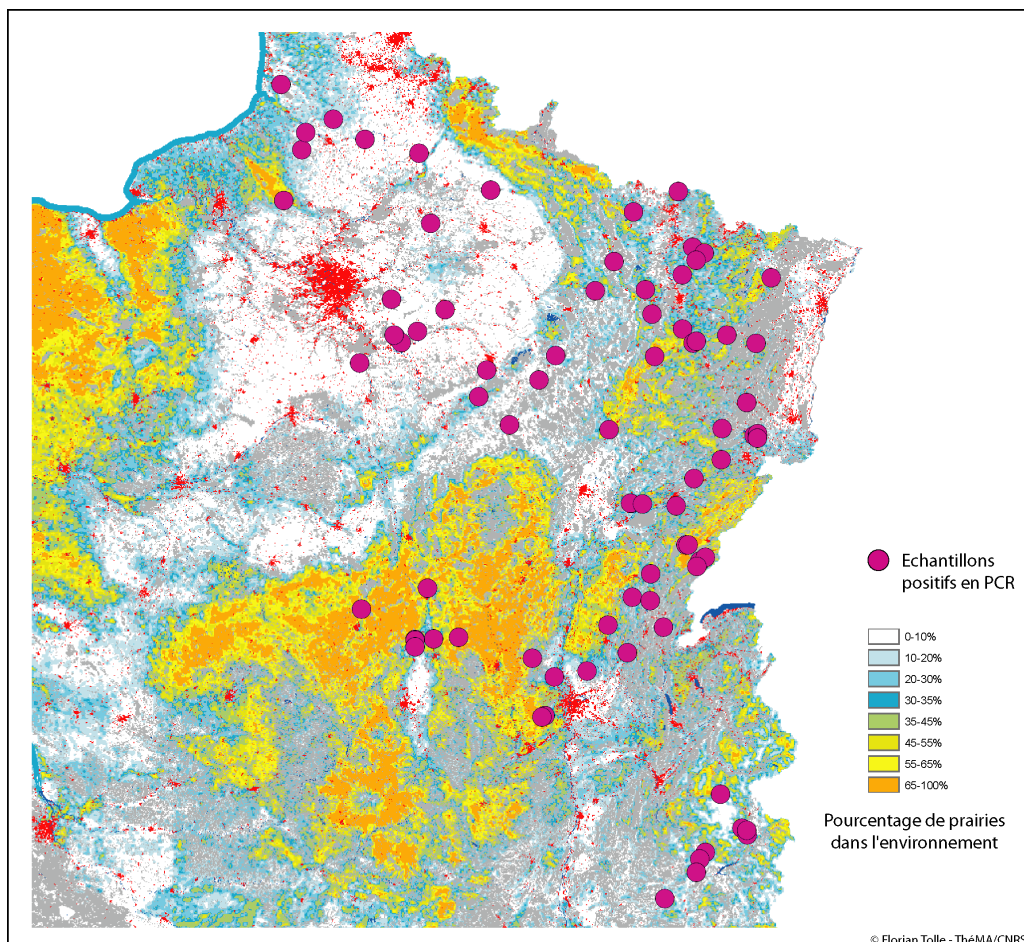 Echantillons
positifs en PCR
0-10%
10-20%
20-30%
30-35%
35-45%
45-55%
55-65%
65-100%
Pourcentage de prairies
dans l'environnement
© Florian Tolle - ThéMA/CNRS